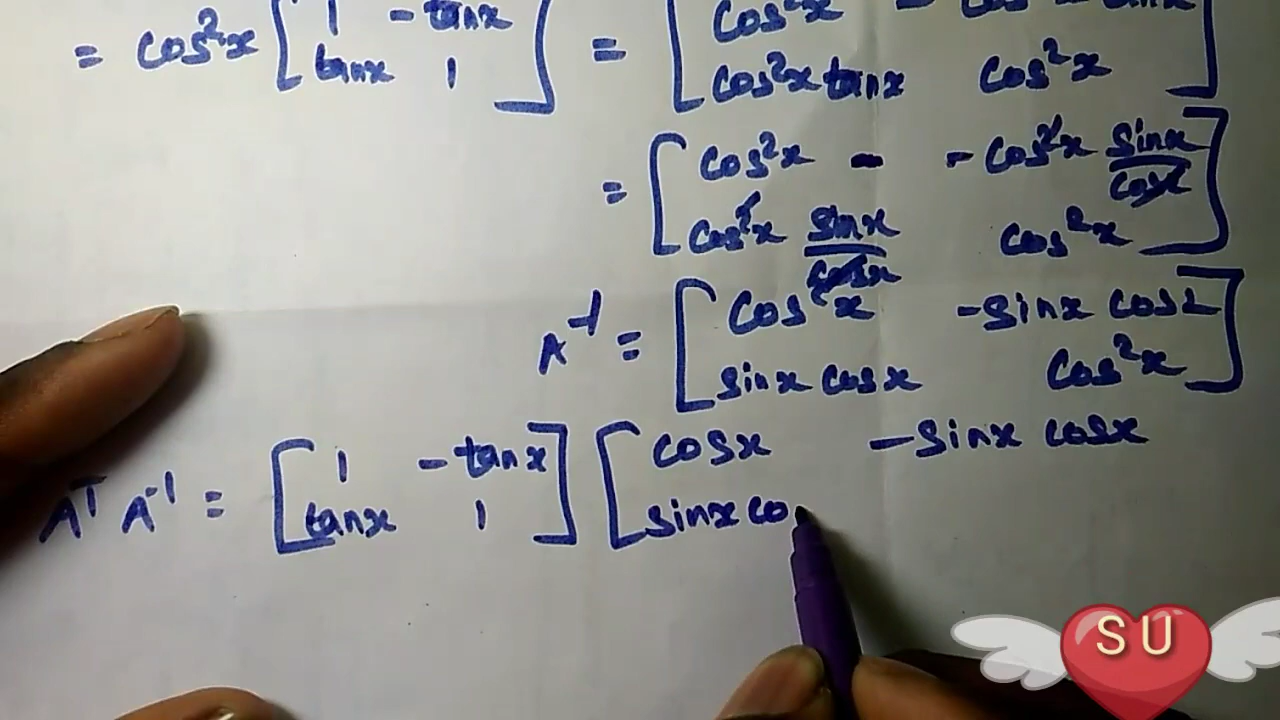 = cos²x [ 1 -tanx = [ cos²x
tanx 1 ] cos²x tanx cos²x ]
= [ cos²x - - cos²x sinx/cosx
cos²x sinx/cosx cos²x ]
A⁻¹ = [ cos²x -sinx cosx
sinx cosx cos²x ]
Aᵀ A⁻¹ = [ 1 -tanx ] [ cosx -sinx cosx
tanx 1 ] sinx co
SU